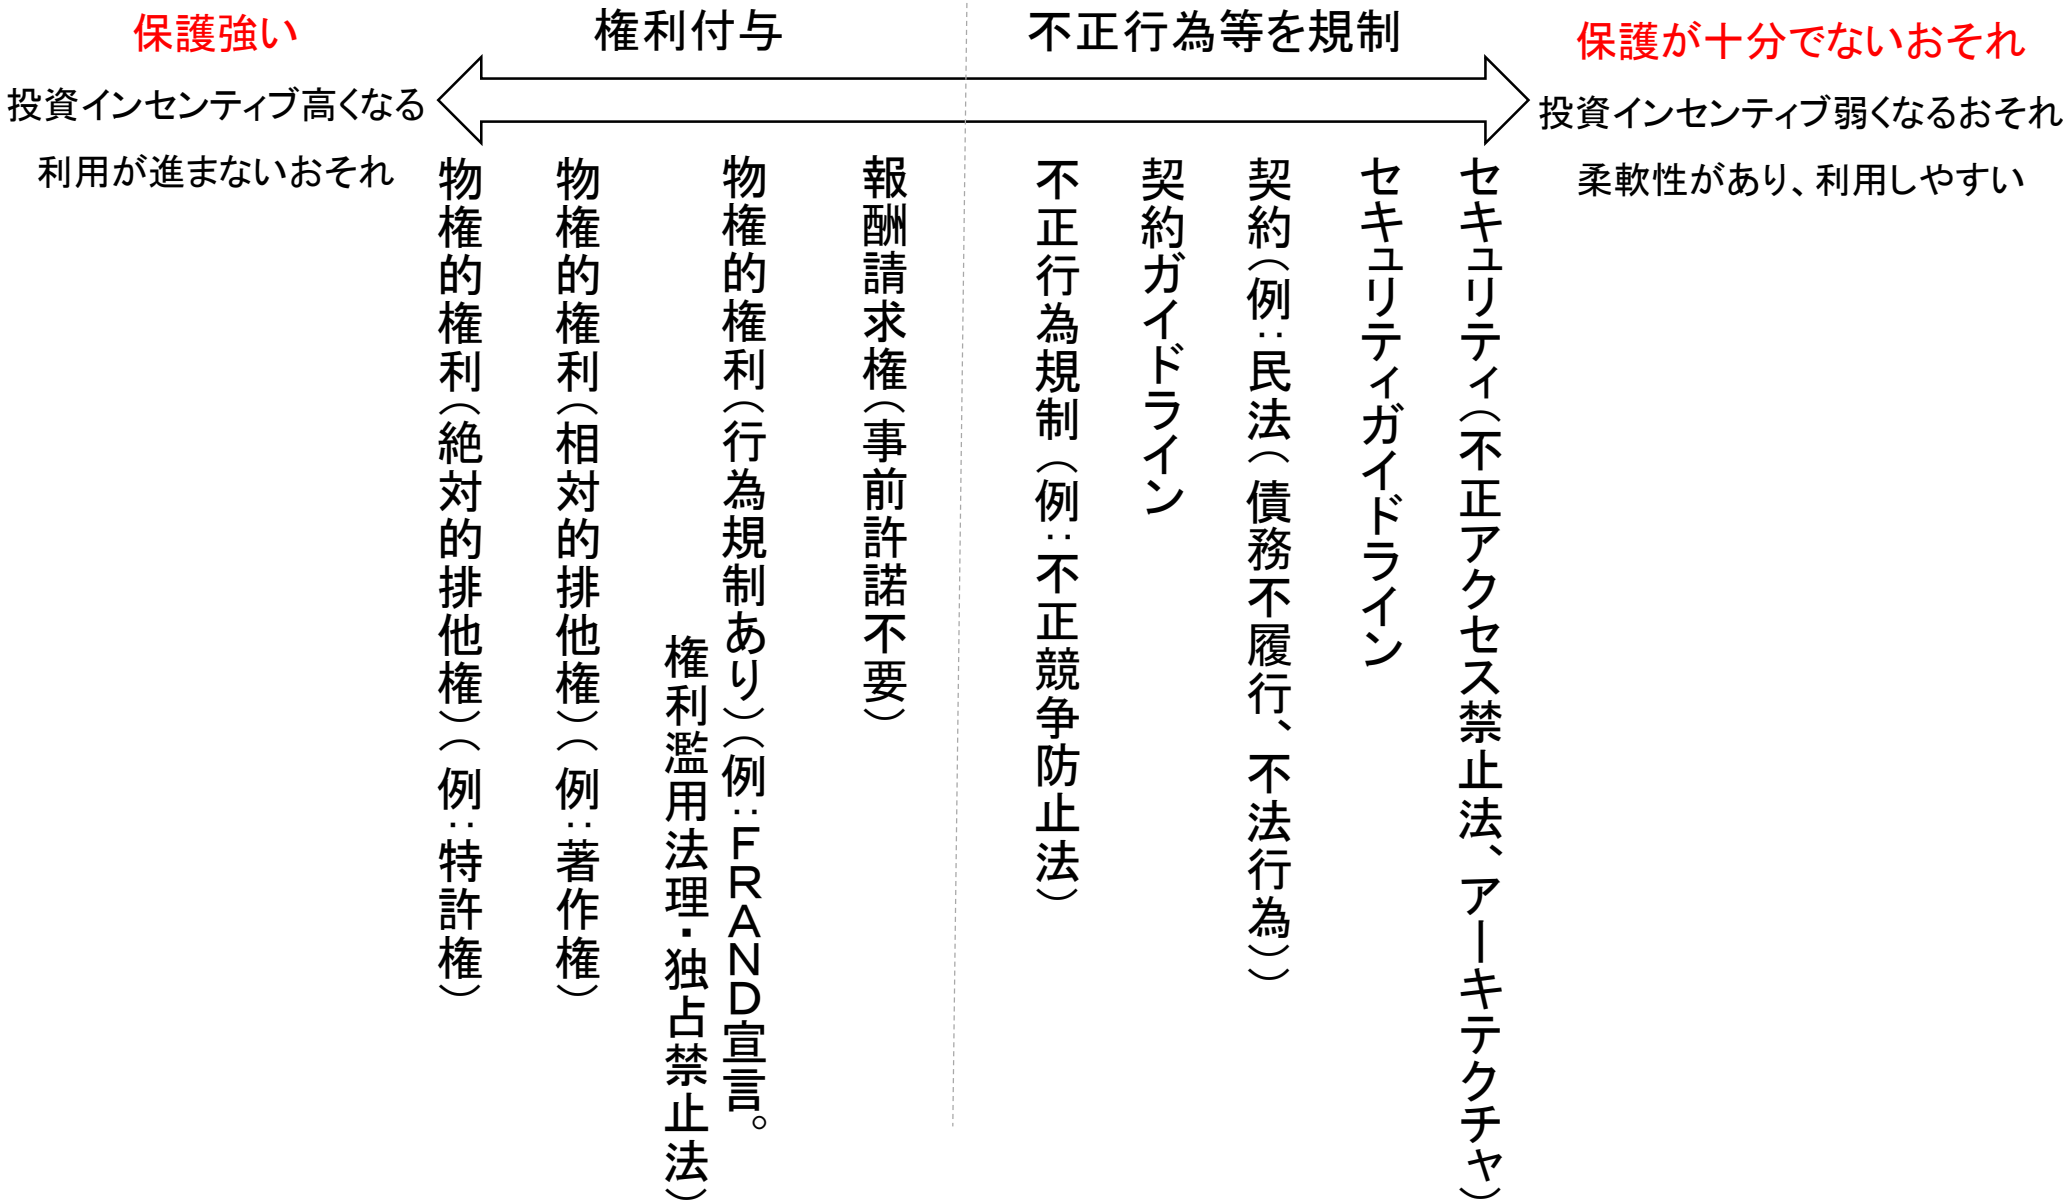 保護強い
投資インセンティブ高くなる
利用が進まないおそれ
権利付与
不正行為等を規制
保護が十分でないおそれ
投資インセンティブ弱くなるおそれ
柔軟性があり、利用しやすい
物権的権利（絶対的排他権）（例：特許権）
物権的権利（相対的排他権）（例：著作権）
物権的権利（行為規制あり）（例：ＦＲＡＮＤ宣言。
権利濫用法理・独占禁止法）
報酬請求権（事前許諾不要）
不正行為規制（例：不正競争防止法）
契約ガイドライン
契約（例：民法（債務不履行、不法行為））
セキュリティガイドライン
セキュリティ（不正アクセス禁止法、アーキテクチャ）